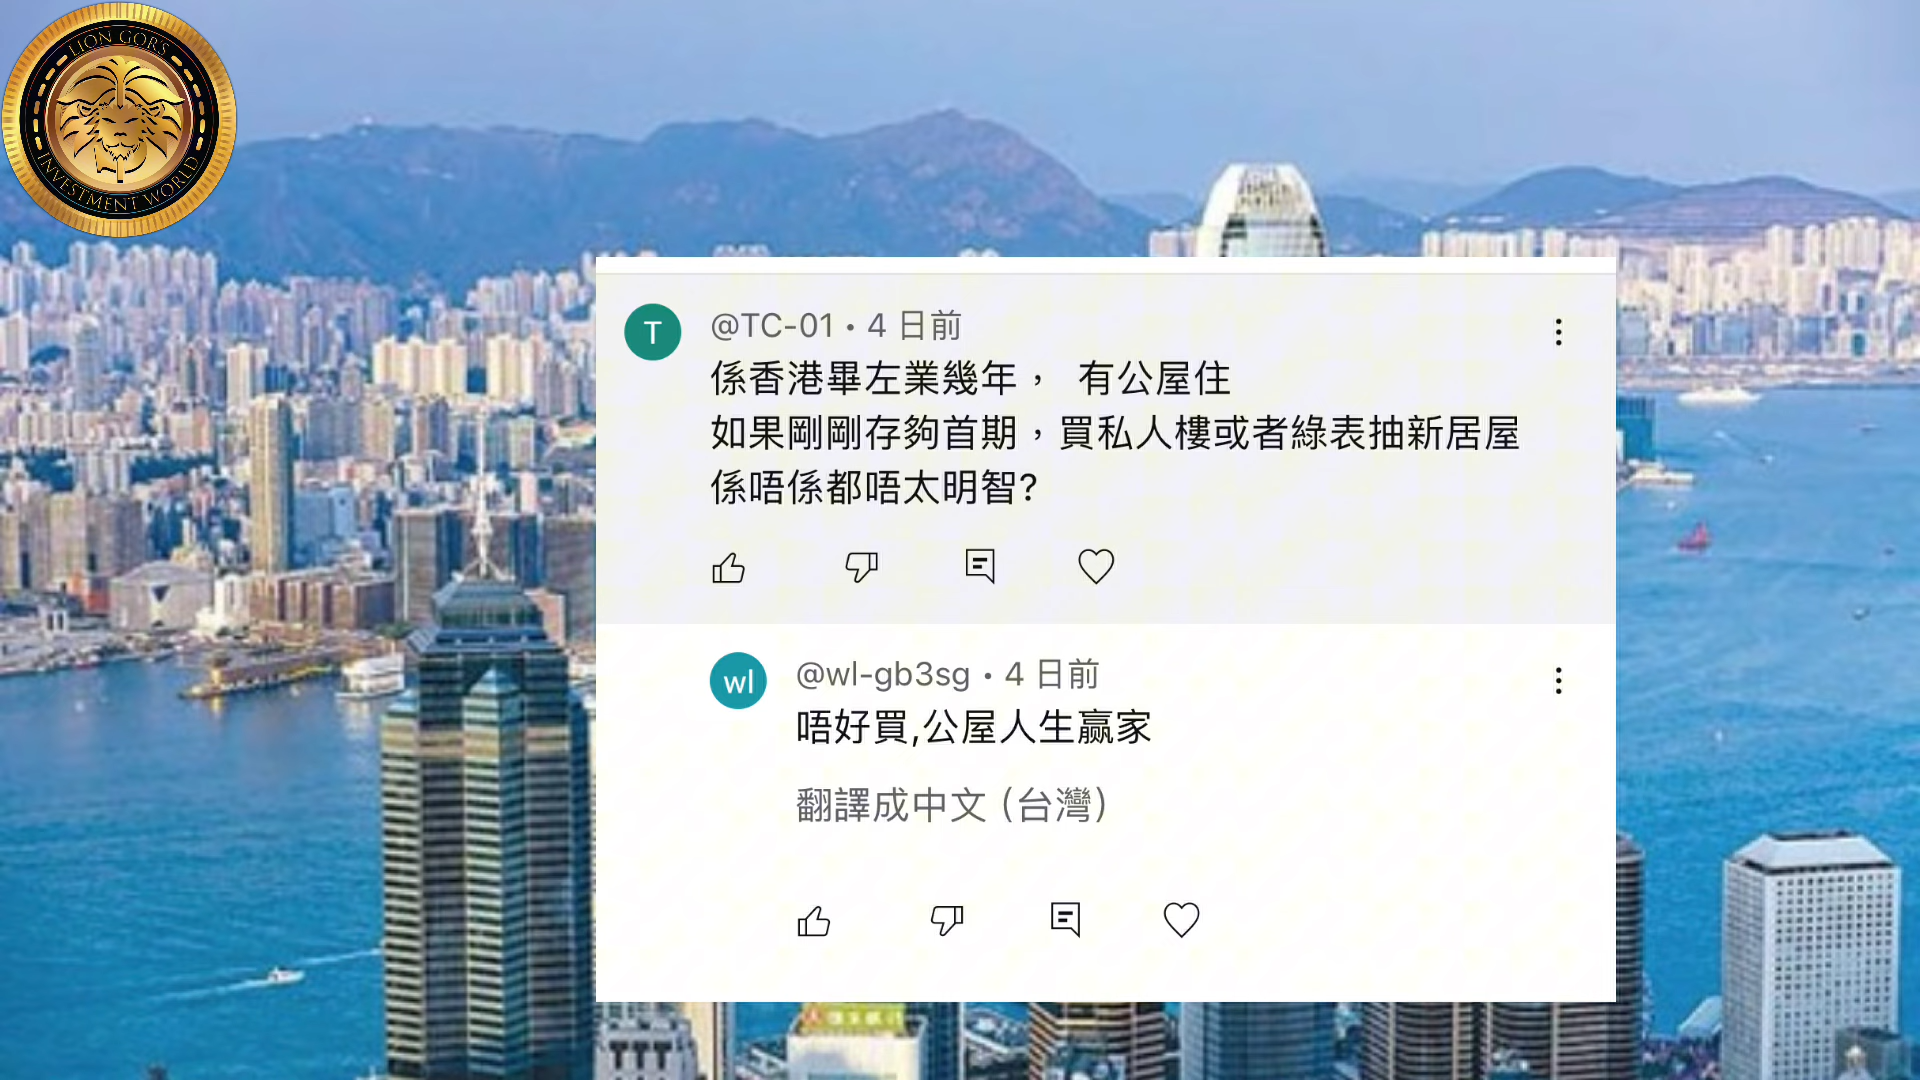 LION GORS
INVESTMENT WORLD
@TC-01 • 4 日前
係香港畢左業幾年， 有公屋住
如果剛剛存夠首期，買私人樓或者綠表抽新居屋
係唔係都唔太明智?
@wl-gb3sg • 4 日前
唔好買,公屋人生贏家
翻譯成中文 (台灣)
T
wl